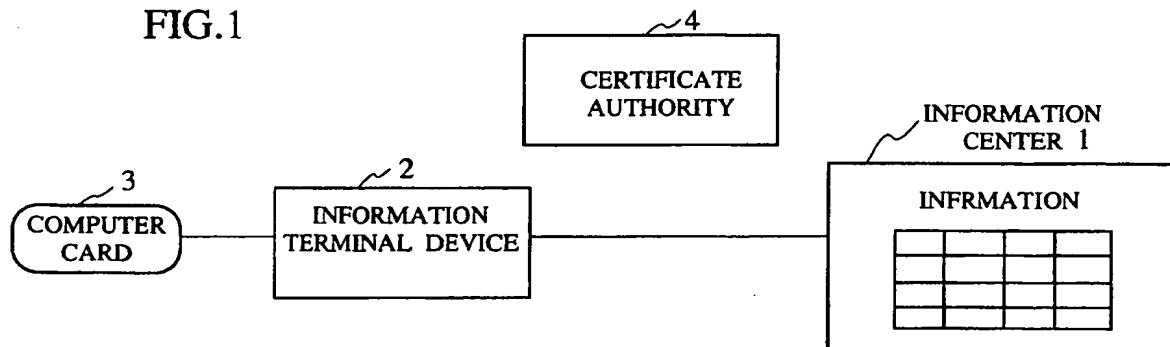 FIG.1
4
CERTIFICATE
AUTHORITY
INFORMATION
CENTER 1
3
COMPUTER
CARD
2
INFORMATION
TERMINAL DEVICE
INFRMATION